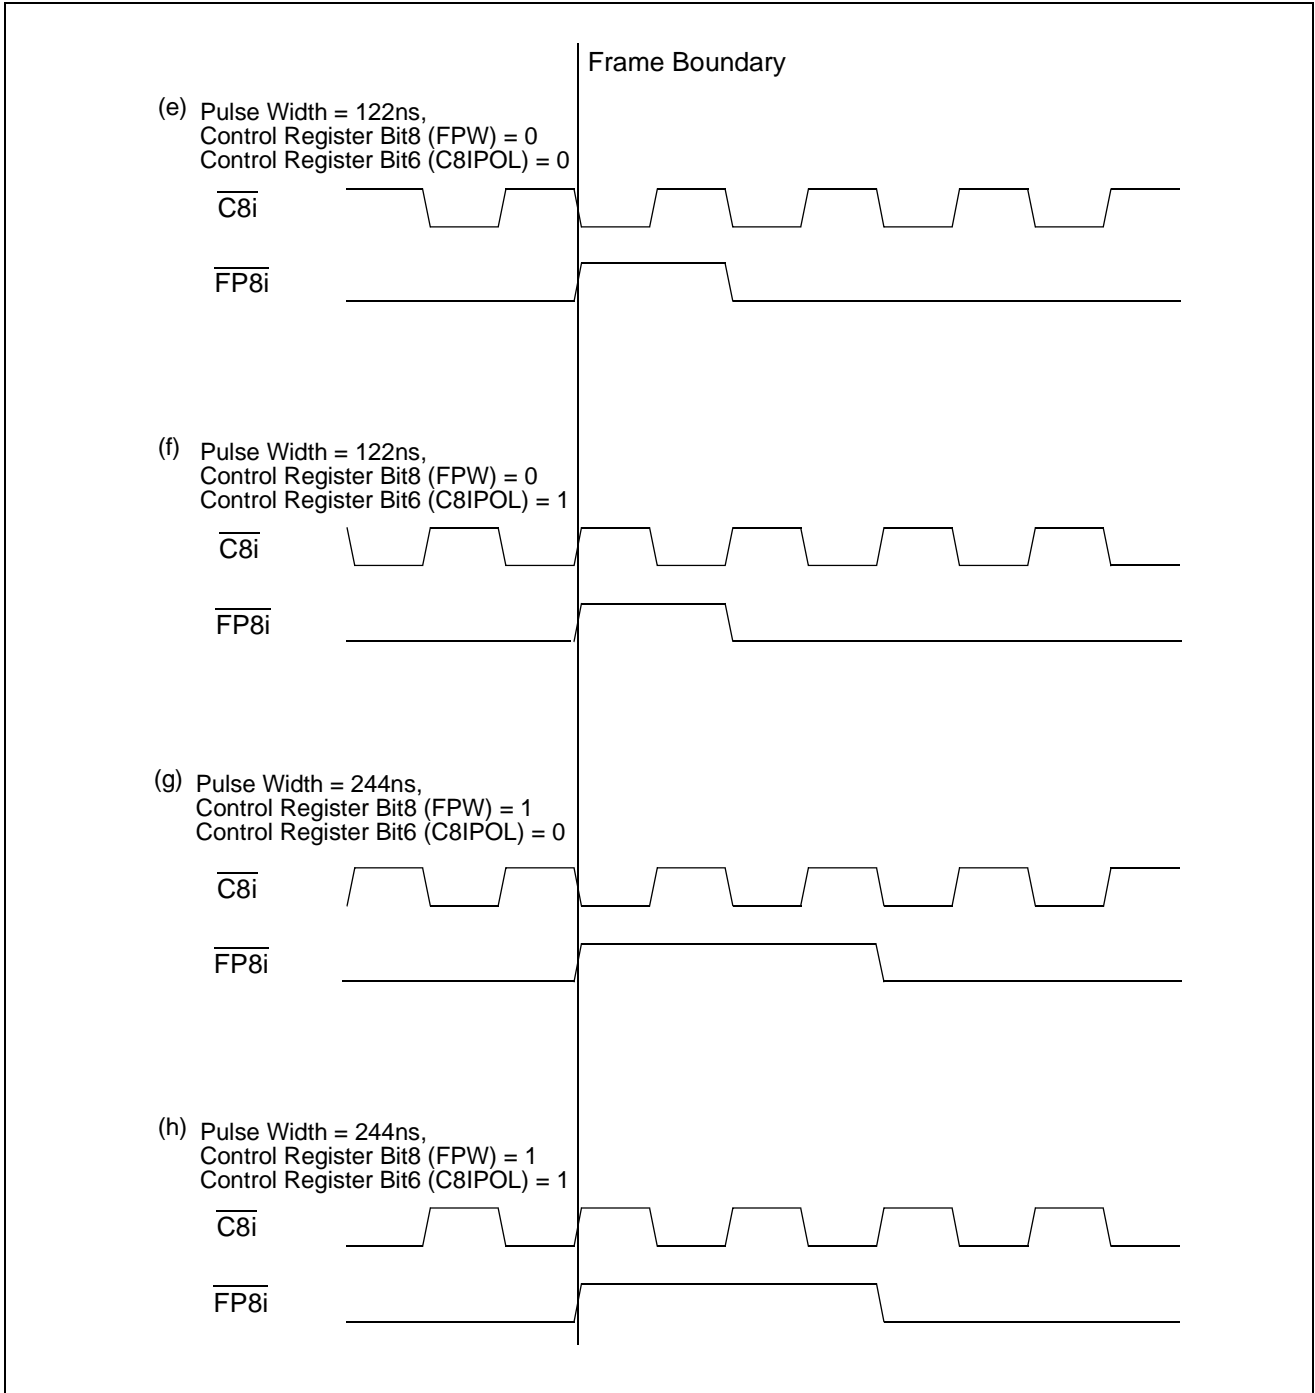 Frame Boundary
(e) Pulse Width = 122ns,
Control Register Bit8 (FPW) = 0
Control Register Bit6 (C8IPOL) = 0
C8i
FP8i
(f) Pulse Width = 122ns,
Control Register Bit8 (FPW) = 0
Control Register Bit6 (C8IPOL) = 1
C8i
FP8i
(g) Pulse Width = 244ns,
Control Register Bit8 (FPW) = 1
Control Register Bit6 (C8IPOL) = 0
C8i
FP8i
(h) Pulse Width = 244ns,
Control Register Bit8 (FPW) = 1
Control Register Bit6 (C8IPOL) = 1
C8i
FP8i